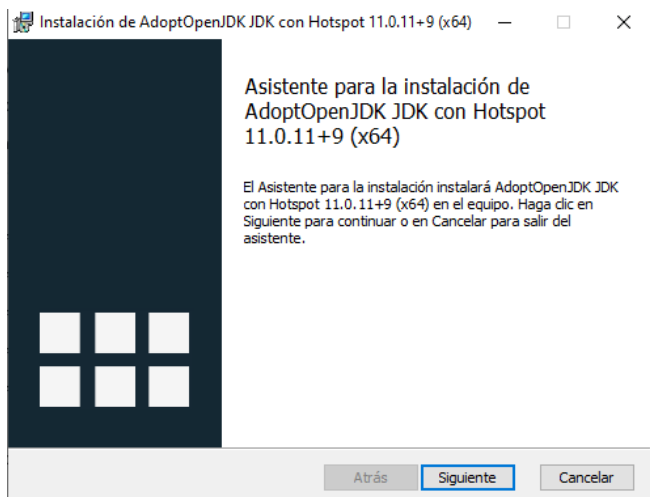 Instalación de AdoptOpenJDK JDK con Hotspot 11.0.11+9 (x64)
Asistente para la instalación de
AdoptOpenJDK JDK con Hotspot
11.0.11+9 (x64)
El Asistente para la instalación instalará AdoptOpenJDK JDK
con Hotspot 11.0.11+9 (x64) en el equipo. Haga clic en
Siguiente para continuar o en Cancelar para salir del
asistente.
Atrás Siguiente Cancelar